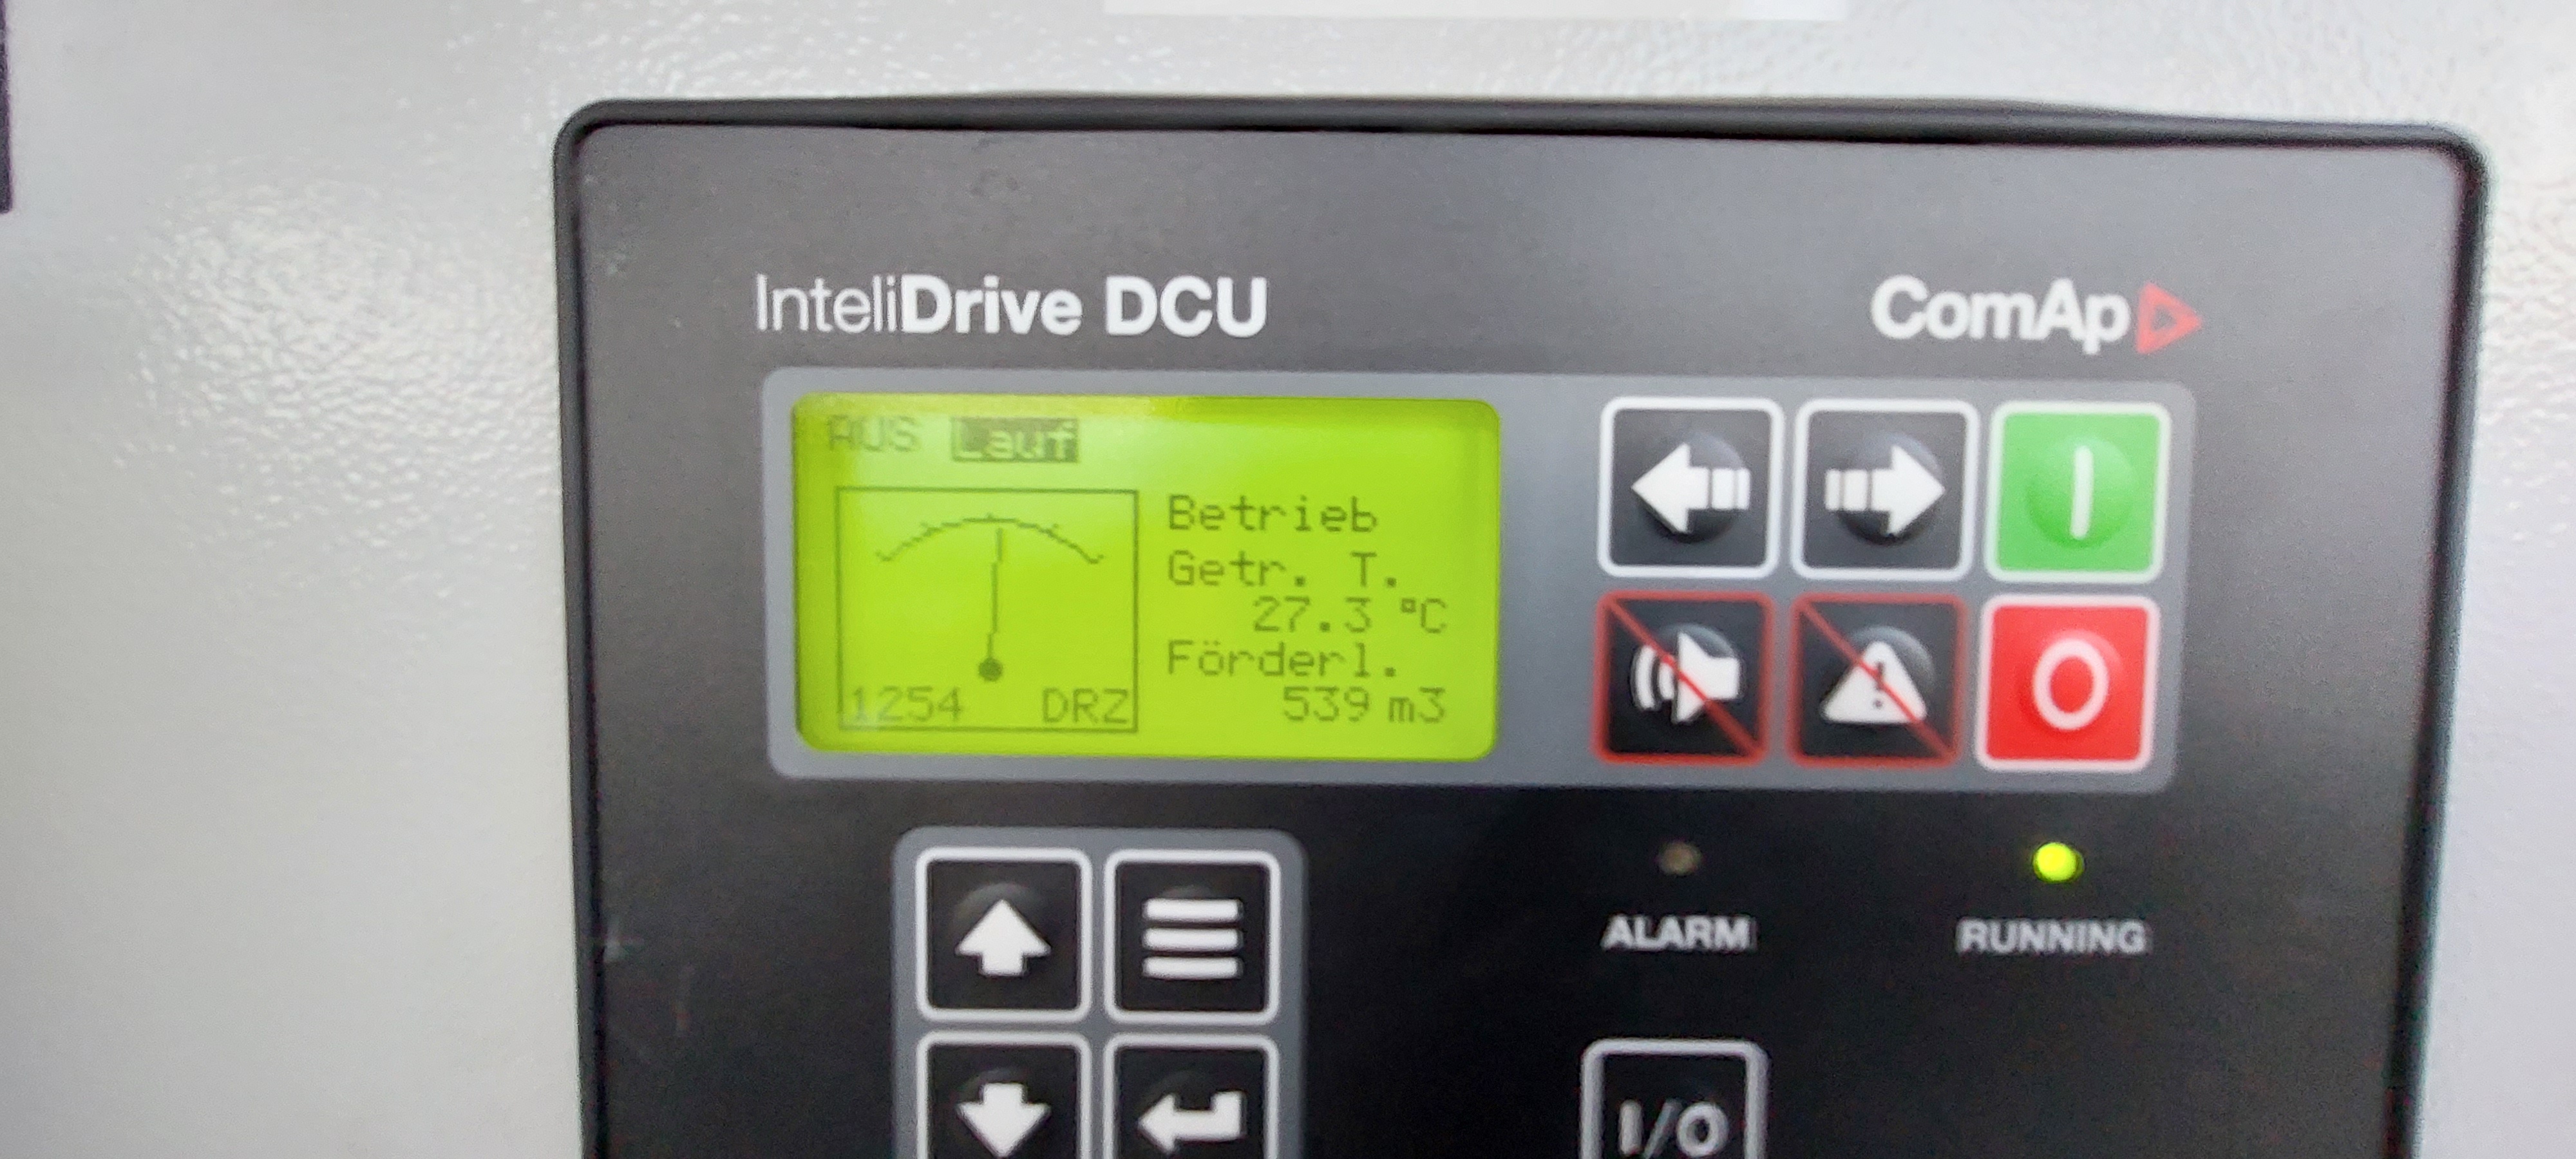 InteliDrive DCU
ComAp
AUS Lauf
Betrieb
Getr. T.
27.3 °C
Förderl.
539 m3
1254 DRZ
ALARM
RUNNING
I/O